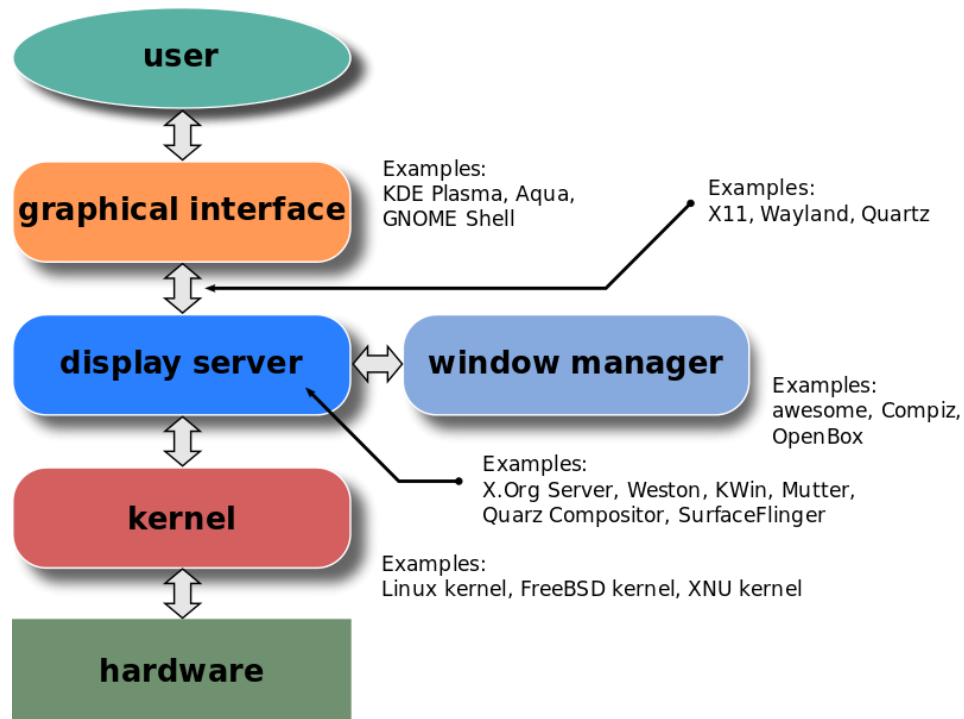 user
graphical interface
Examples:
KDE Plasma, Aqua,
GNOME Shell
Examples:
X11, Wayland, Quartz
display server
window manager
Examples:
awesome, Compiz,
OpenBox
Examples:
X.Org Server, Weston, KWin, Mutter,
Quarz Compositor, SurfaceFlinger
kernel
Examples:
Linux kernel, FreeBSD kernel, XNU kernel
hardware